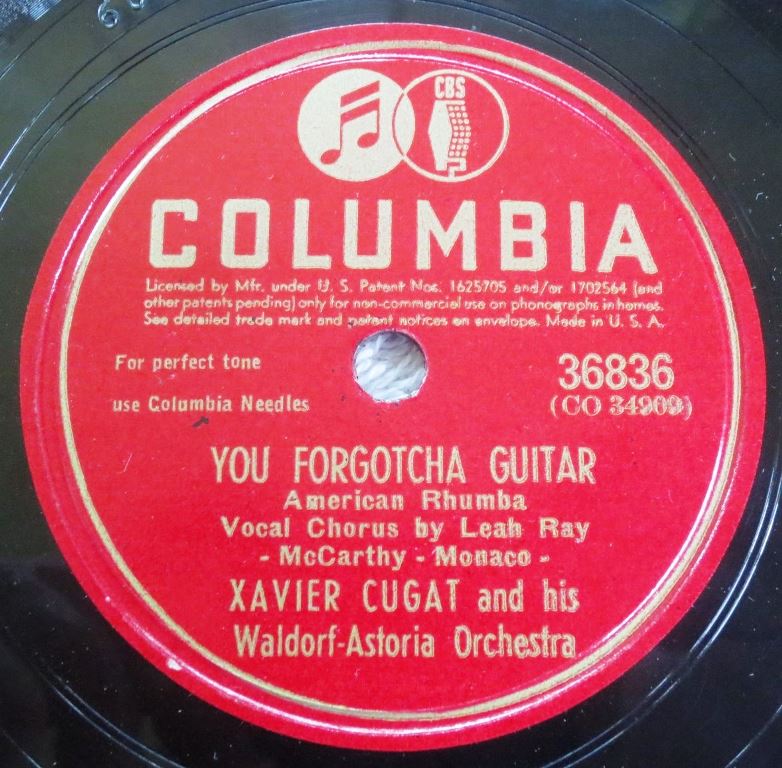 CBS
COLUMBIA
Licensed by Mfr. under U. S. Patent Nos. 1625705 and/or 1702564 (and
other patents pending) only for non-commercial use on phonographs in homes.
See detailed trade mark and patent notices on envelope. Made in U. S. A.
For perfect tone
use Columbia Needles
36836
(CO 34909)
YOU FORGOTCHA GUITAR
American Rhumba
Vocal Chorus by Leah Ray
- McCarthy - Monaco -
XAVIER CUGAT and his
Waldorf-Astoria Orchestra